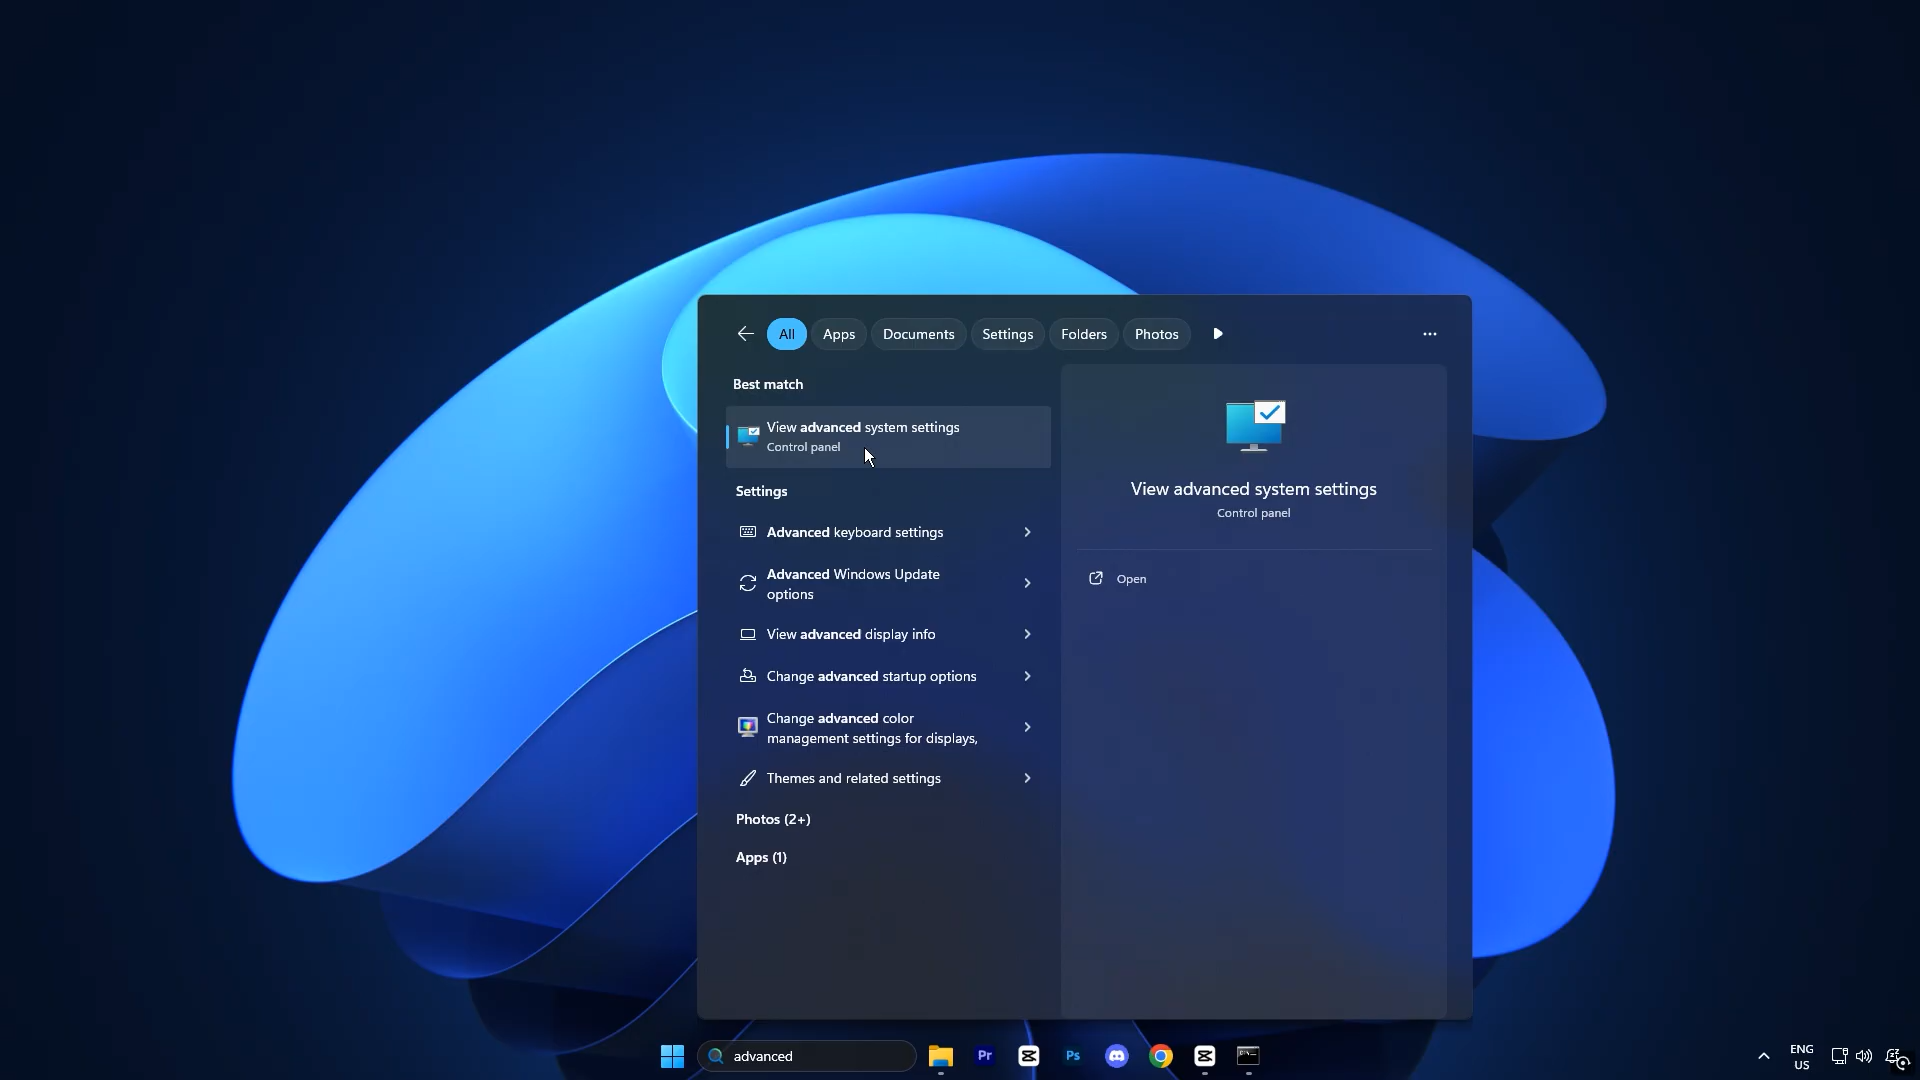 All
Apps
Documents
Settings
Folders
Photos
Best match
View advanced system settings
Control panel
Settings
Advanced keyboard settings
Advanced Windows Update
options
View advanced display info
Change advanced startup options
Change advanced color
management settings for displays,
Themes and related settings
Photos (2+)
Apps (1)
View advanced system settings
Control panel
Open
advanced
Pr
Ps
ENG
US